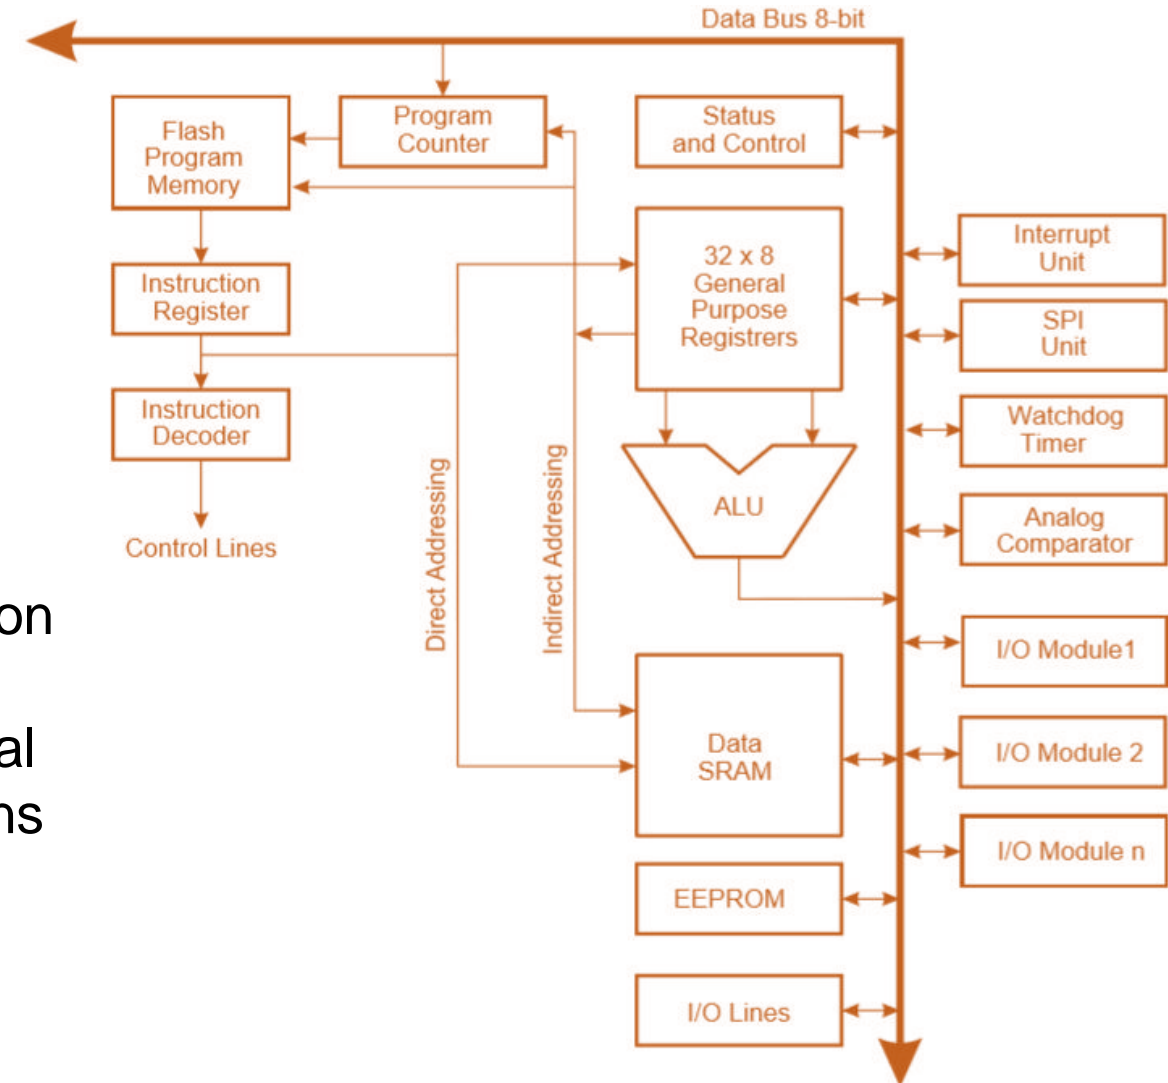 Data Bus 8-bit
Flash
Program
Memory
Program
Counter
Status
and Control
Instruction
Register
32 x 8
General
Purpose
Registrers
Interrupt
Unit
SPI
Unit
Instruction
Decoder
Watchdog
Timer
Control Lines
Direct Addressing
Indirect Addressing
ALU
Analog
Comparator
on
al
ns
I/O Module1
Data
SRAM
I/O Module 2
I/O Module n
EEPROM
I/O Lines